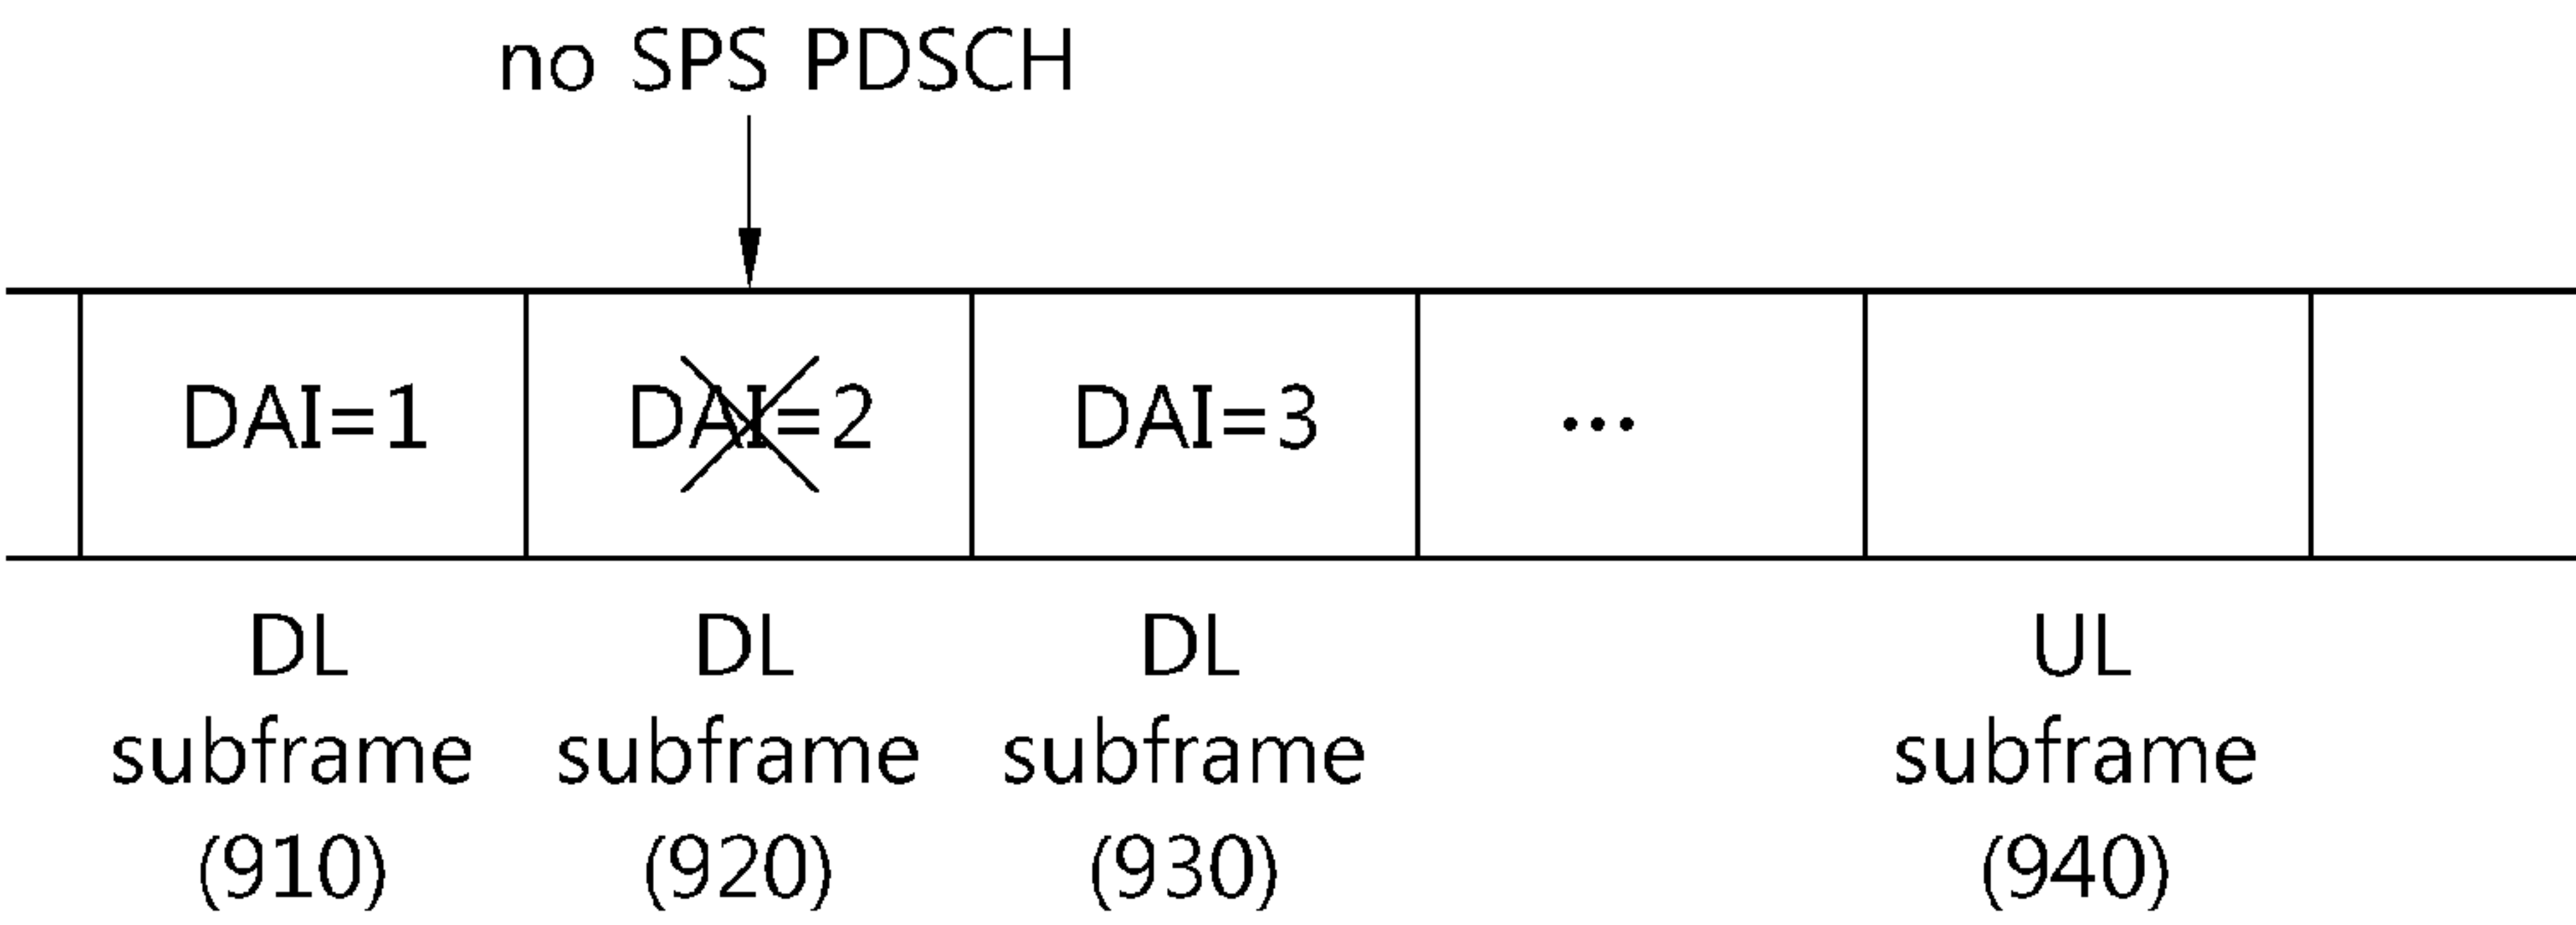 no SPS PDSCH
DAI=1 DAI=2 DAI=3 ...
DL DL DL UL
subframe subframe subframe subframe
(910) (920) (930) (940)